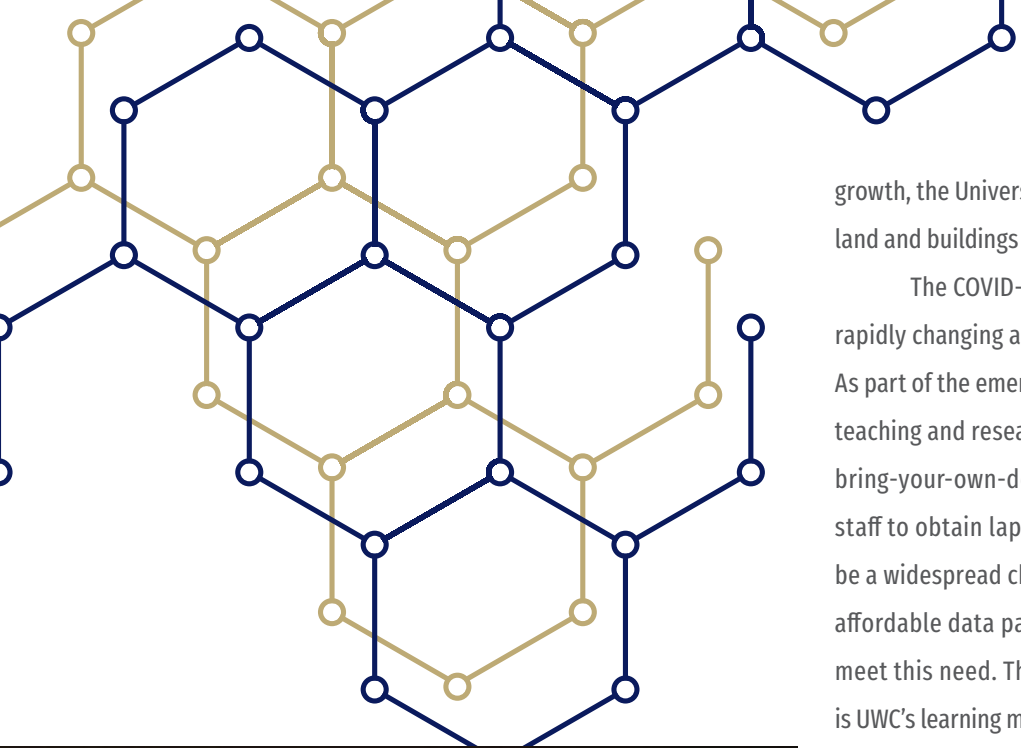 growth, the Univers
land and buildings
The COVID-
rapidly changing a
As part of the emer
teaching and resea
bring-your-own-d
staff to obtain lap
be a widespread c
affordable data pa
meet this need. Th
is UWC’s learning m